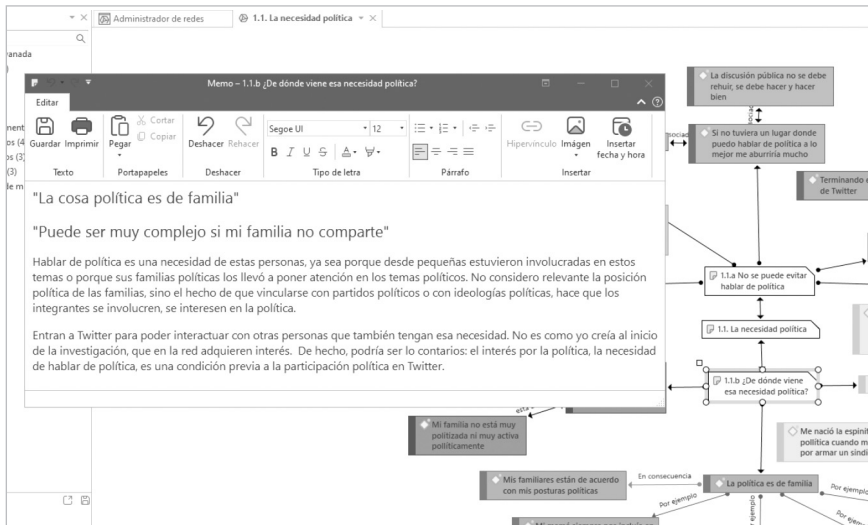 Administrador de redes
1.1. La necesidad política
Memo – 1.1.b ¿De dónde viene esa necesidad política?
Editar
Guardar
Imprimir
Pegar
Cortar
Copiar
Deshacer
Rehacer
Segoe UI
12
B I U S
Hipervínculo
Imágen
Insertar
fecha y hora
Texto
Portapapeles
Deshacer
Tipo de letra
Párrafo
Insertar
"La cosa política es de familia"
"Puede ser muy complejo si mi familia no comparte"
Hablar de política es una necesidad de estas personas, ya sea porque desde pequeñas estuvieron involucradas en estos
temas o porque sus familias políticas los llevó a poner atención en los temas políticos. No considero relevante la posición
política de las familias, sino el hecho de que vincularse con partidos políticos o con ideologías políticas, hace que los
integrantes se involucren, se interesen en la política.
Entran a Twitter para poder interactuar con otras personas que también tengan esa necesidad. No es como yo creía al inicio
de la investigación, que en la red adquieren interés. De hecho, podría ser lo contarios: el interés por la política, la necesidad
de hablar de política, es una condición previa a la participación política en Twitter.
La discusión pública no se debe
rehuir, se debe hacer y hacer
bien
Si no tuviera un lugar donde
puedo hablar de política a lo
mejor me aburriría mucho
Terminando
de Twitter
1.1.a No se puede evitar
hablar de política
1.1. La necesidad política
1.1.b ¿De dónde viene
esa necesidad política?
Mi familia no está muy
politizada ni muy activa
políticamente
Me nació la
política cuando
por armar un
Mis familiares están de acuerdo
con mis posturas políticas
En consecuencia
La política es de familia
Por ejemplo
Por ejemplo